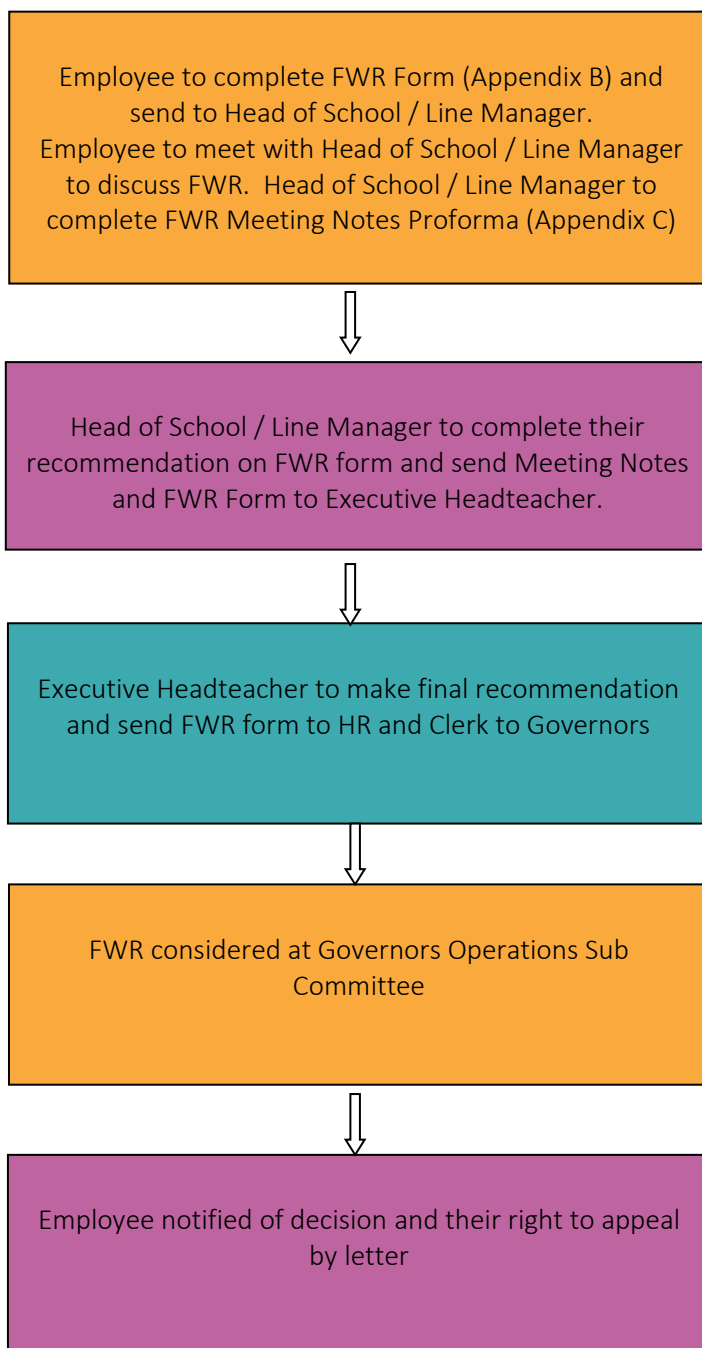 Employee to complete FWR Form (Appendix B) and
send to Head of School / Line Manager.
Employee to meet with Head of School / Line Manager
to discuss FWR.  Head of School / Line Manager to
complete FWR Meeting Notes Proforma (Appendix C)
Head of School / Line Manager to complete their
recommendation on FWR form and send Meeting Notes
and FWR Form to Executive Headteacher.
Executive Headteacher to make final recommendation
and send FWR form to HR and Clerk to Governors
FWR considered at Governors Operations Sub
Committee
Employee notified of decision and their right to appeal
by letter